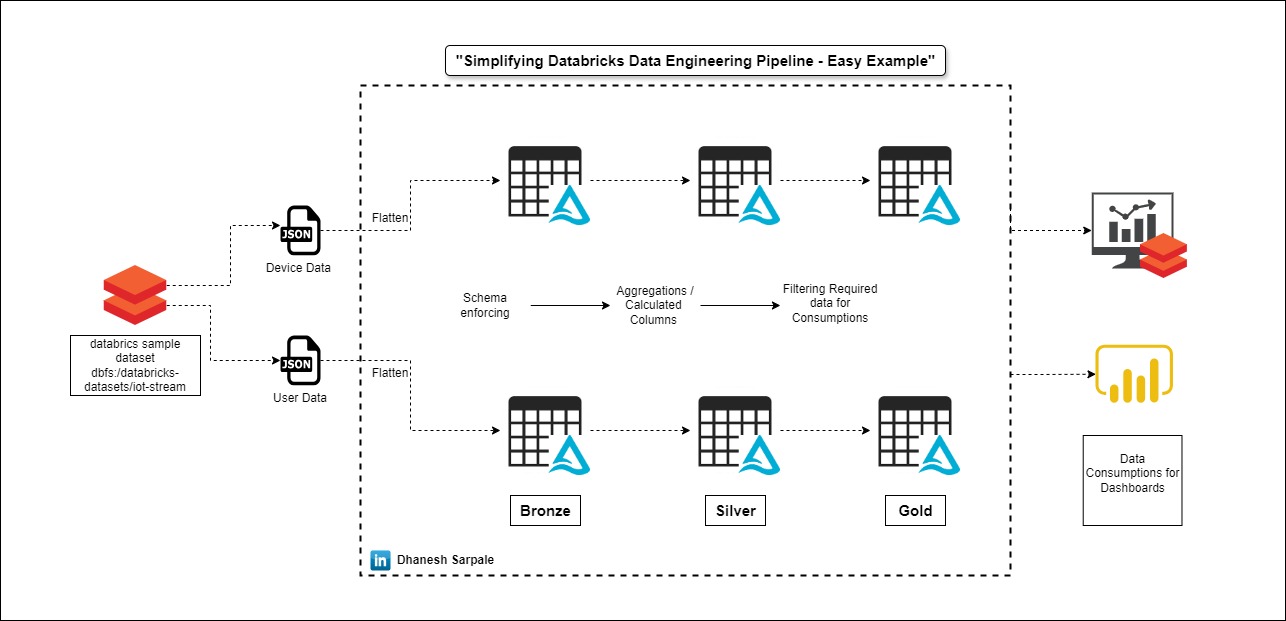 "Simplifying Databricks Data Engineering Pipeline - Easy Example"
Flatten
JSON
Device Data
databrics sample
dataset
dbfs:/databricks-
datasets/iot-stream
Schema
enforcing
Aggregations /
Calculated
Columns
Filtering Required
data for
Consumptions
JSON
Flatten
User Data
Data
Consumptions for
Dashboards
Bronze
Silver
Gold
in Dhanesh Sarpale